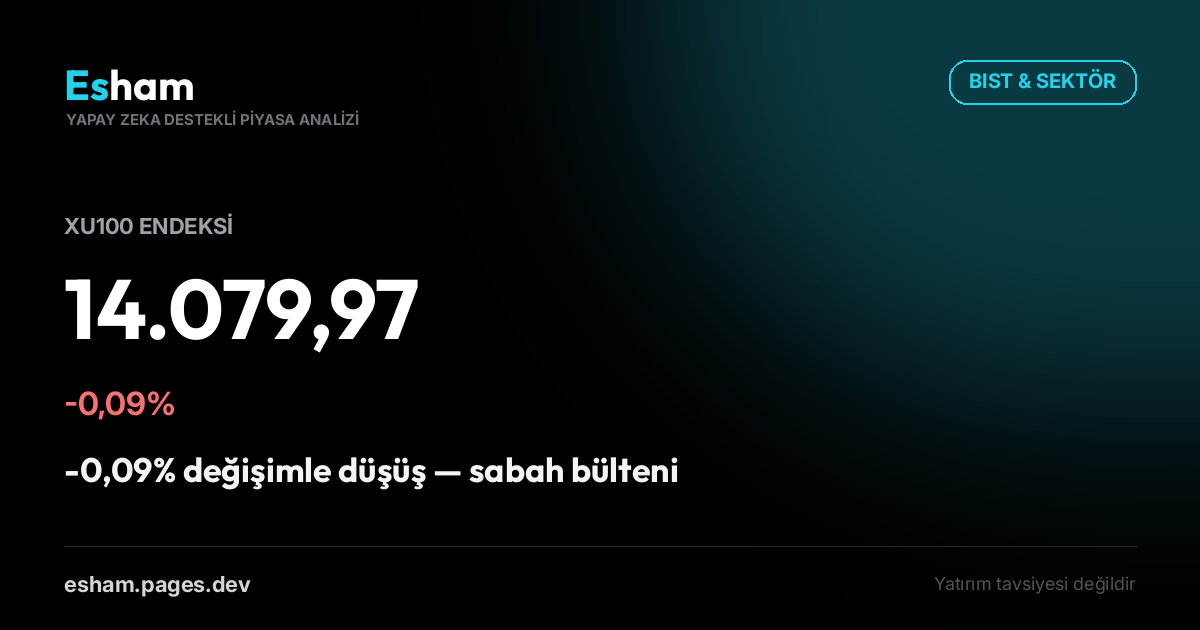 Esham
BIST & SEKTÖR
YAPAY ZEKA DESTEKLİ PİYASA ANALİZİ
XU100 ENDEKSİ
14.079,97
-0,09%
-0,09% değişimle düşüş — sabah bülteni
esham.pages.dev
Yatırım tavsiyesi değildir